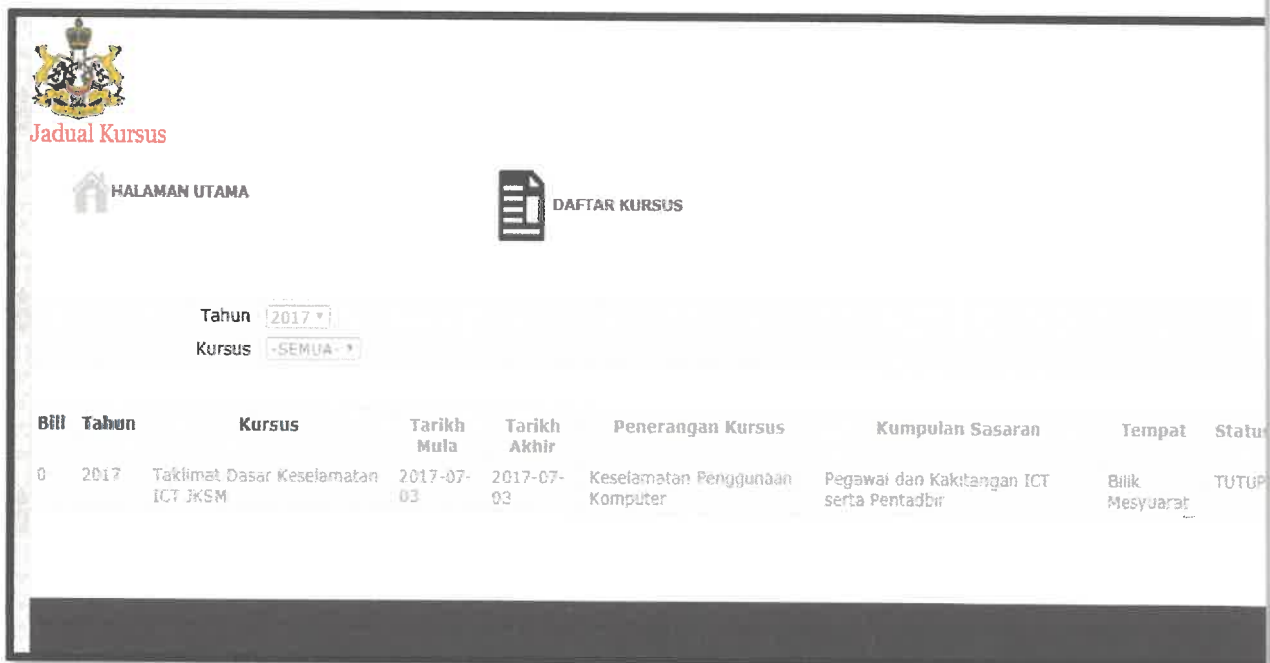 Jadual Kursus
HALAMAN UTAMA
DAFTAR KURSUS
Tahun 2017
Kursus -SEMUA-
Bill Tahun Kursus Tarikh Mula Tarikh Akhir Penerangan Kursus Kumpulan Sasaran Tempat Status
0 2017 Taklimat Dasar Keselamatan ICT JKSM 2017-07-03 2017-07-03 Keselamatan Penggunaan Komputer Pegawai dan Kakitangan ICT serta Pentadbir Bilik Mesyuarat TUTUP